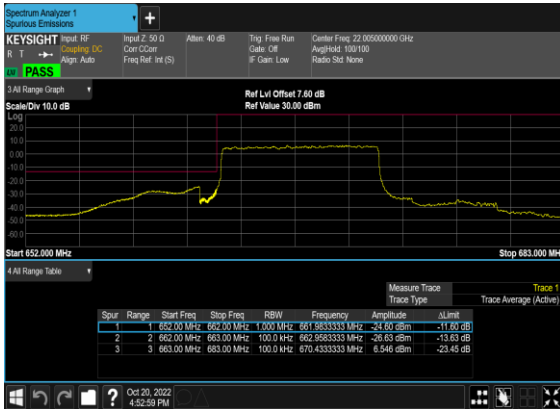 Spectrum Analyzer 1
Spurious Emissions
+
KEYSIGHT
R T
LXI PASS
Input: RF
Coupling: DC
Align: Auto
Input Z: 50 Ω
Corr CCorr
Freq Ref: Int (S)
Atten: 40 dB
Trig: Free Run
Gate: Off
IF Gain: Low
Center Freq: 22.005000000 GHz
Avg|Hold: 100/100
Radio Std: None
3 All Range Graph
Scale/Div 10.0 dB
Ref Lvl Offset 7.60 dB
Ref Value 30.00 dBm
Log
20.0
10.0
0.00
-10.0
-20.0
-30.0
-40.0
-50.0
-60.0
Start 652.000 MHz
Stop 683.000 MH
4 All Range Table
Measure Trace Trace 1
Trace Type Trace Average (Active)
Spur Range Start Freq Stop Freq RBW Frequency Amplitude ΔLimit
1 1 652.00 MHz 662.00 MHz 1.000 MHz 661.9833333 MHz -24.60 dBm -11.60 dB
2 2 662.00 MHz 663.00 MHz 100.0 kHz 662.9583333 MHz -26.63 dBm -13.63 dB
3 3 663.00 MHz 683.00 MHz 100.0 kHz 670.4333333 MHz 6.546 dBm -23.45 dB
?
Oct 20, 2022
4:52:59 PM